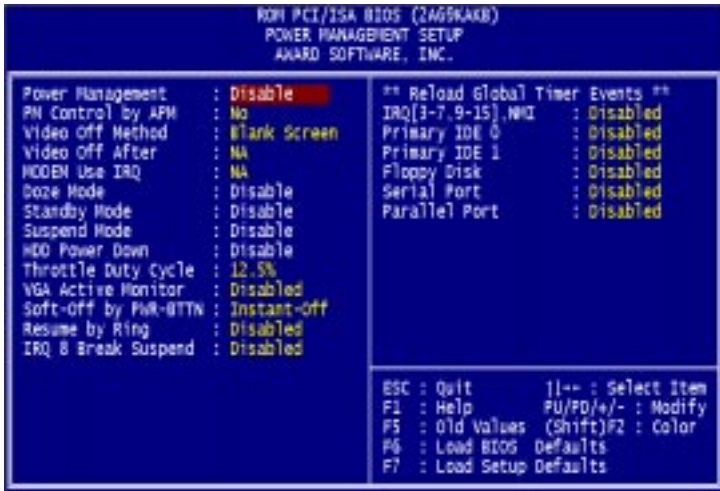 ROM PCI/ISA BIOS (2AG9KAKB)
POWER MANAGEMENT SETUP
AWARD SOFTWARE, INC.
Power Management : Disable
PM Control by APM : No
Video Off Method : Blank Screen
Video Off After : NA
MODEM Use IRQ : NA
Doze Mode : Disable
Standby Mode : Disable
Suspend Mode : Disable
HDD Power Down : Disable
Throttle Duty Cycle : 12.5%
VGA Active Monitor : Disabled
Soft-Off by PWR-BTTN : Instant-Off
Resume by Ring : Disabled
IRQ 8 Break Suspend : Disabled
** Reload Global Timer Events **
IRQ[3-7,9-15],NMI : Disabled
Primary IDE 0 : Disabled
Primary IDE 1 : Disabled
Floppy Disk : Disabled
Serial Port : Disabled
Parallel Port : Disabled
ESC : Quit ↑↓→← : Select Item
F1 : Help PU/PD/+/- : Modify
F5 : Old Values (Shift)F2 : Color
F6 : Load BIOS Defaults
F7 : Load Setup Defaults